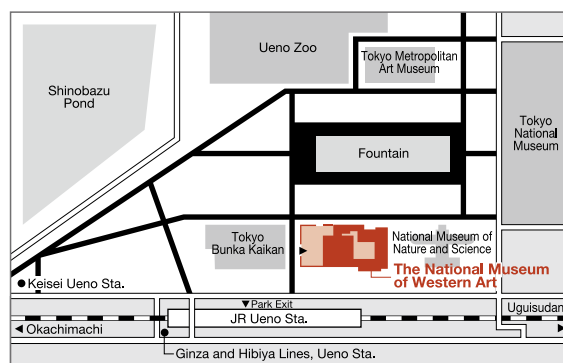 Ueno Zoo
Tokyo Metropolitan
Art Museum
Shinobazu
Pond
Tokyo
National
Museum
Fountain
Tokyo
Bunka Kaikan
National Museum of
Nature and Science
The National Museum
of Western Art
Keisei Ueno Sta.
Park Exit
JR Ueno Sta.
Uguisudani
Okachimachi
Ginza and Hibiya Lines, Ueno Sta.